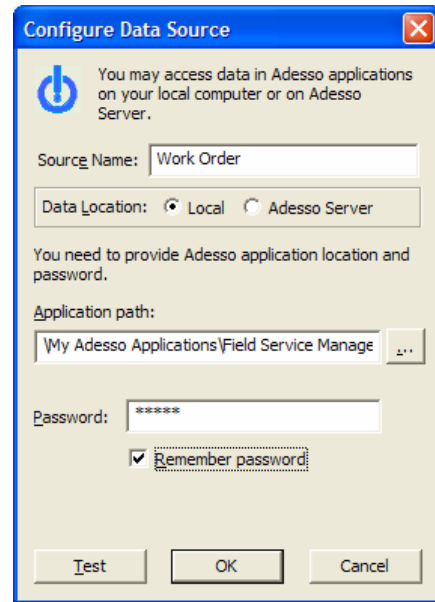 Configure Data Source
You may access data in Adesso applications
on your local computer or on Adesso
Server.
Source Name: Work Order
Data Location: Local Adesso Server
You need to provide Adesso application location and
password.
Application path:
\My Adesso Applications\Field Service Manage ...
Password: *****
Remember password
Test OK Cancel